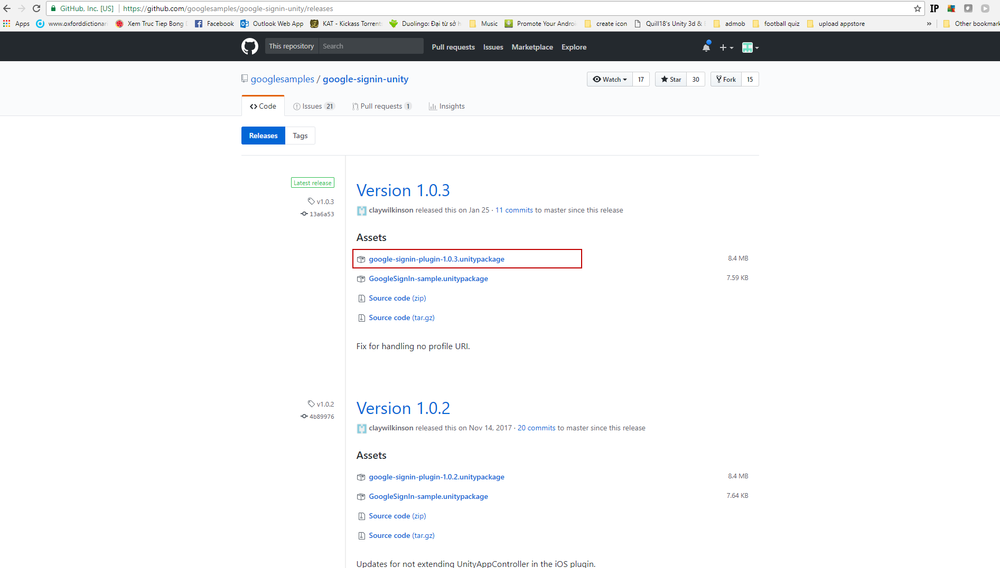 GitHub, Inc. [US] https://github.com/googlesamples/google-signin-unity/releases IP
Apps www.oxforddictionari Xem Truc Tiep Bong Facebook Outlook Web App KAT - Kickass Torrents Duolingo: Đại từ sở h Music Promote Your Androi create icon Quill18's Unity 3d & admob football quiz upload appstore » Other bookmark
This repository Search Pull requests Issues Marketplace Explore
googlesamples / google-signin-unity Watch 17 Star 30 Fork 15
Code Issues 21 Pull requests 1 Insights
Releases Tags
Latest release
v1.0.3
13a6a53
Version 1.0.3
claywilkinson released this on Jan 25 · 11 commits to master since this release
Assets
google-signin-plugin-1.0.3.unitypackage 8.4 MB
GoogleSignIn-sample.unitypackage 7.59 KB
Source code (zip)
Source code (tar.gz)
Fix for handling no profile URI.
v1.0.2
4b89976
Version 1.0.2
claywilkinson released this on Nov 14, 2017 · 20 commits to master since this release
Assets
google-signin-plugin-1.0.2.unitypackage 8.4 MB
GoogleSignIn-sample.unitypackage 7.64 KB
Source code (zip)
Source code (tar.gz)
Updates for not extending UnityAppController in the iOS plugin.